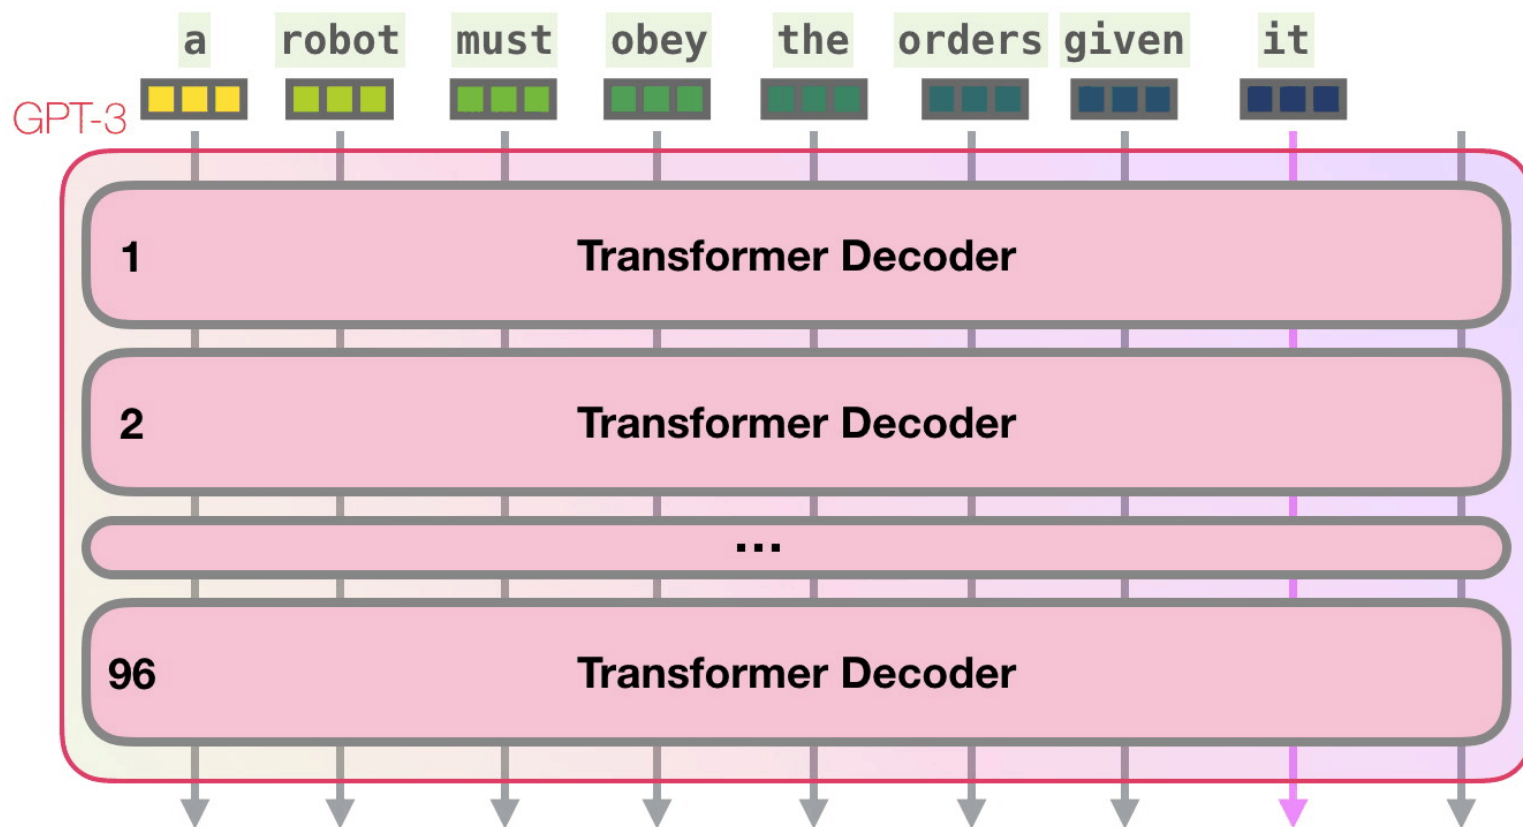 a robot must obey the orders given it
GPT-3
1 Transformer Decoder
2 Transformer Decoder
...
96 Transformer Decoder